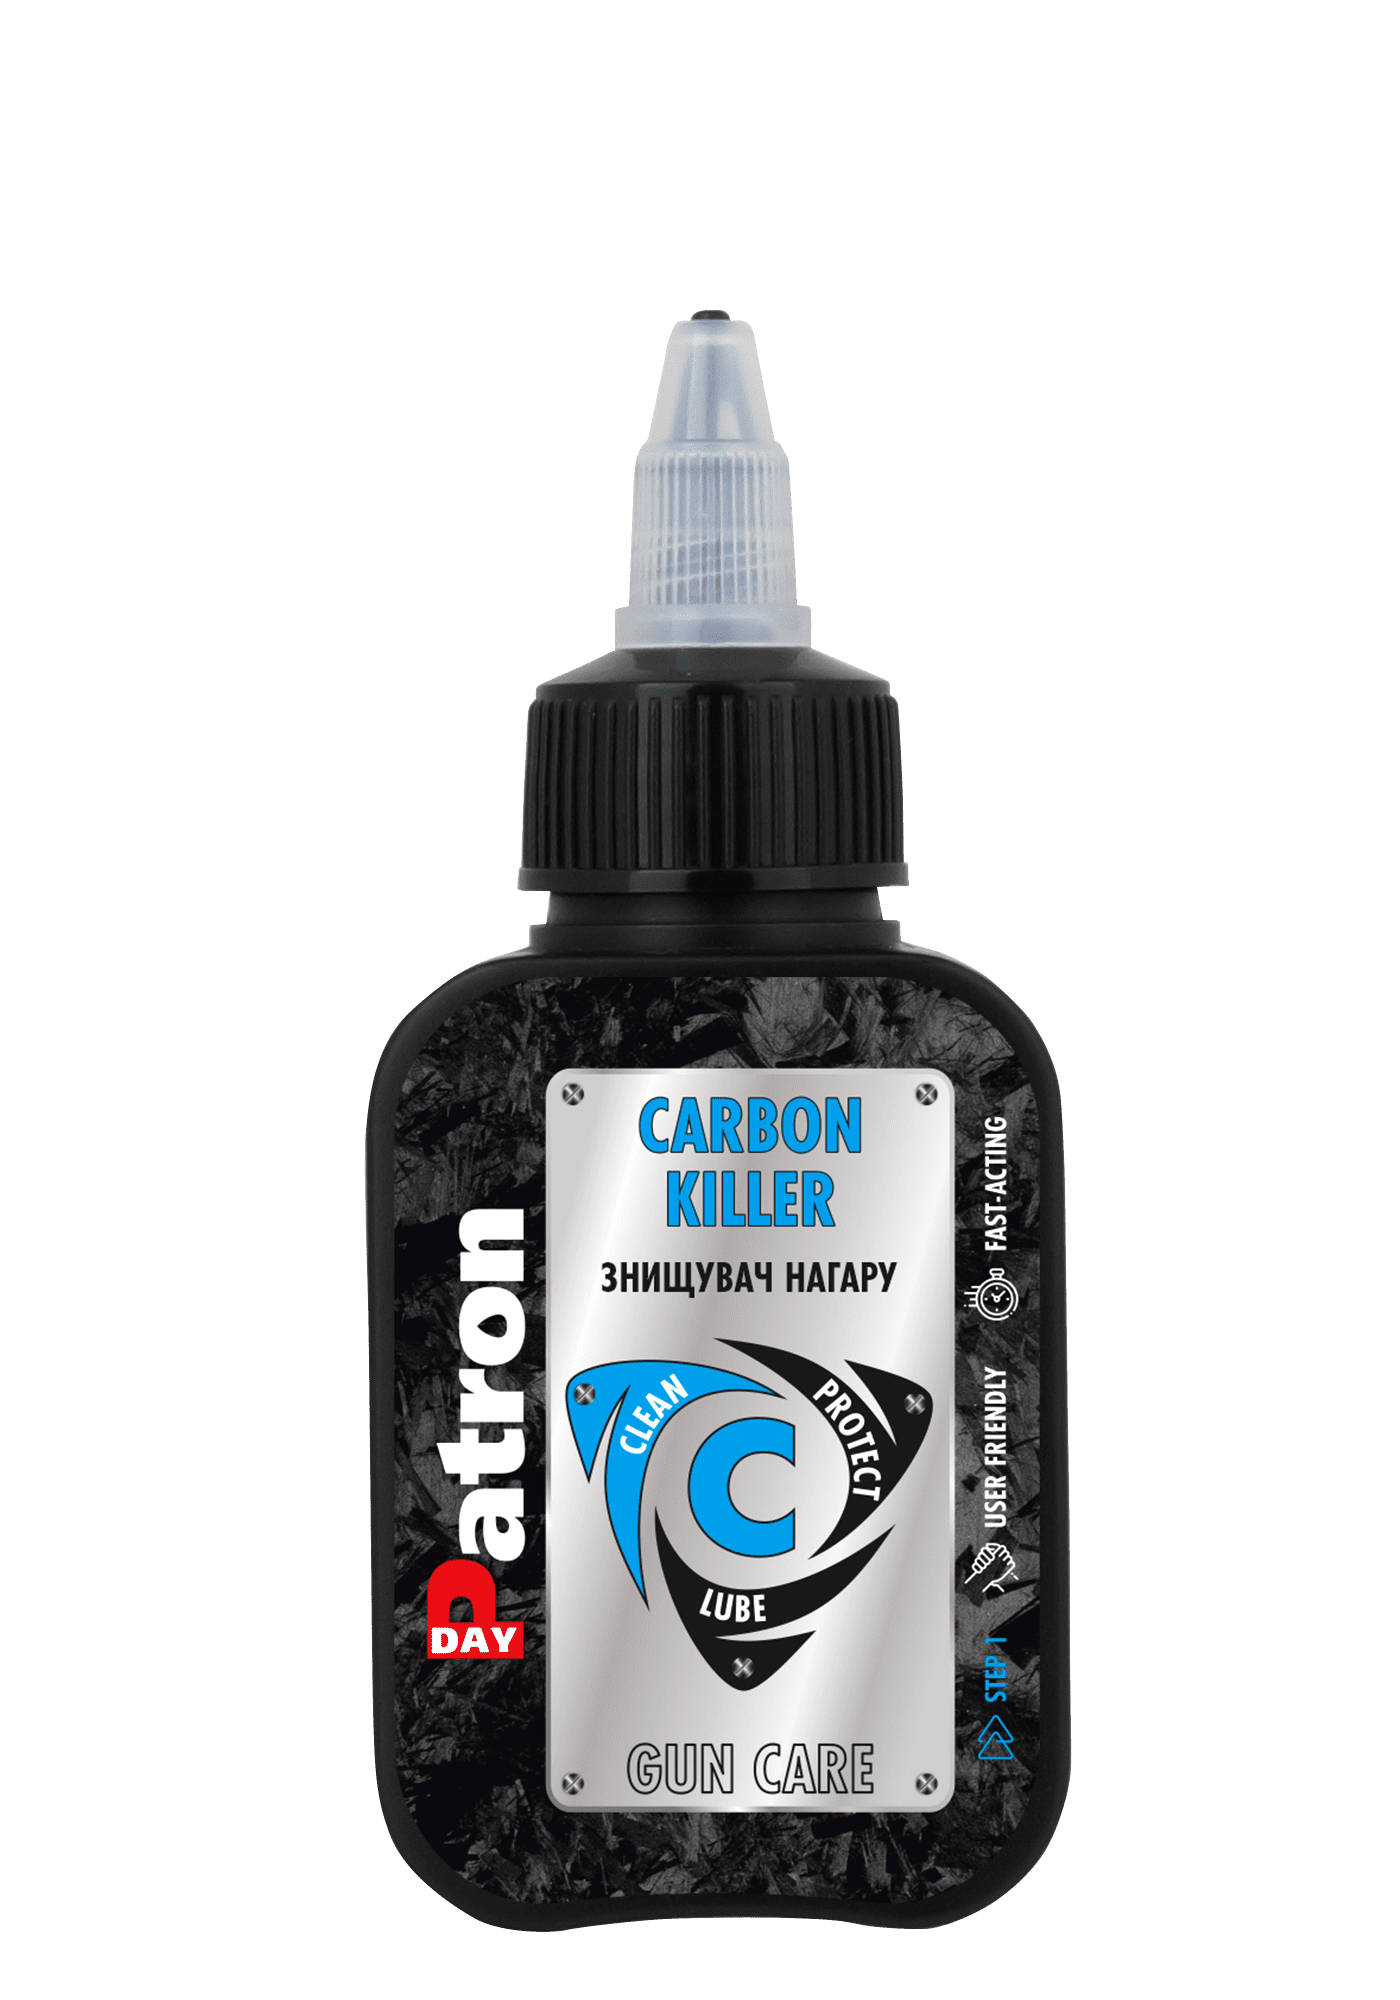 CARBON
KILLER
ЗНИЩУВАЧ НАГАРУ
CLEAN
PROTECT
C
LUBE
GUN CARE
Patron
DAY
STEP 1
USER FRIENDLY
FAST-ACTING